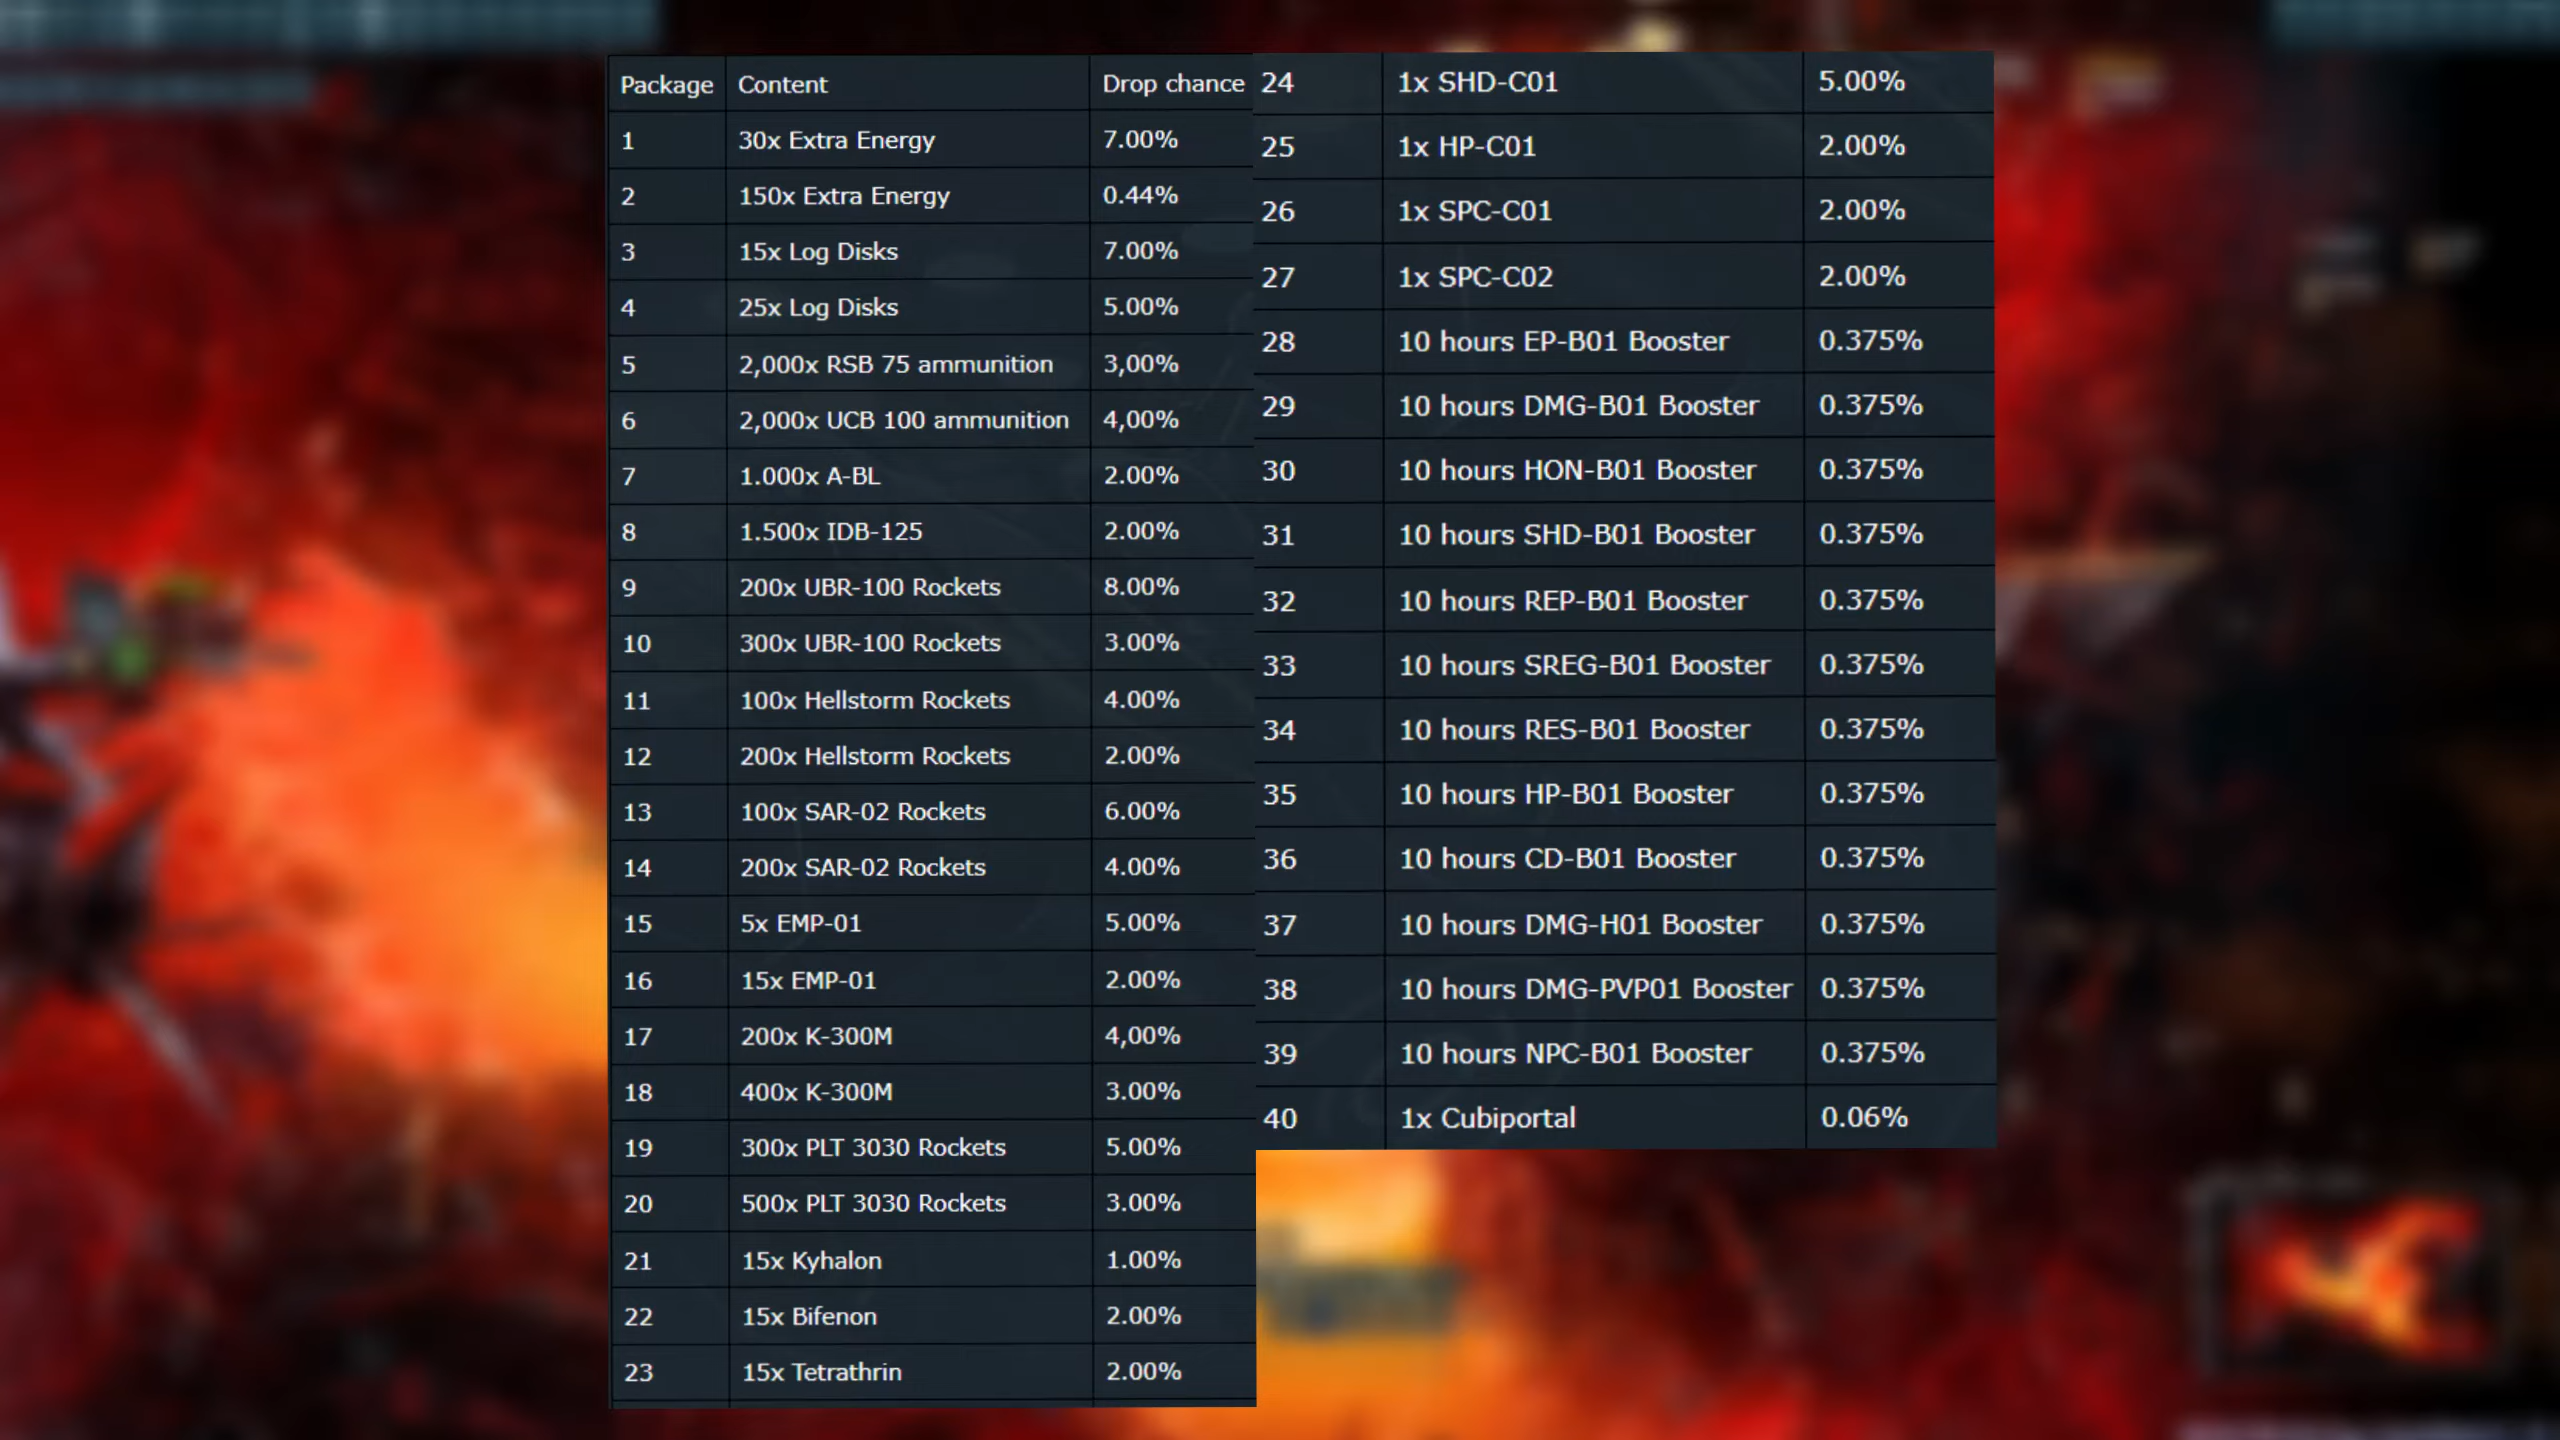 Package Content Drop chance
1 30x Extra Energy 7.00%
2 150x Extra Energy 0.44%
3 15x Log Disks 7.00%
4 25x Log Disks 5.00%
5 2,000x RSB 75 ammunition 3,00%
6 2,000x UCB 100 ammunition 4,00%
7 1.000x A-BL 2.00%
8 1.500x IDB-125 2.00%
9 200x UBR-100 Rockets 8.00%
10 300x UBR-100 Rockets 3.00%
11 100x Hellstorm Rockets 4.00%
12 200x Hellstorm Rockets 2.00%
13 100x SAR-02 Rockets 6.00%
14 200x SAR-02 Rockets 4.00%
15 5x EMP-01 5.00%
16 15x EMP-01 2.00%
17 200x K-300M 4,00%
18 400x K-300M 3.00%
19 300x PLT 3030 Rockets 5.00%
20 500x PLT 3030 Rockets 3.00%
21 15x Kyhalon 1.00%
22 15x Bifenon 2.00%
23 15x Tetrathrin 2.00%
24 1x SHD-C01 5.00%
25 1x HP-C01 2.00%
26 1x SPC-C01 2.00%
27 1x SPC-C02 2.00%
28 10 hours EP-B01 Booster 0.375%
29 10 hours DMG-B01 Booster 0.375%
30 10 hours HON-B01 Booster 0.375%
31 10 hours SHD-B01 Booster 0.375%
32 10 hours REP-B01 Booster 0.375%
33 10 hours SREG-B01 Booster 0.375%
34 10 hours RES-B01 Booster 0.375%
35 10 hours HP-B01 Booster 0.375%
36 10 hours CD-B01 Booster 0.375%
37 10 hours DMG-H01 Booster 0.375%
38 10 hours DMG-PVP01 Booster 0.375%
39 10 hours NPC-B01 Booster 0.375%
40 1x Cubiportal 0.06%